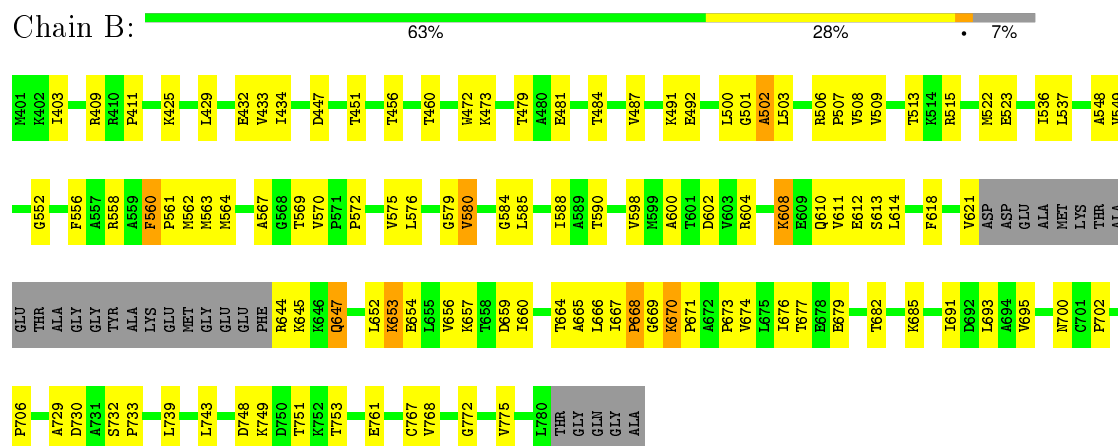 Chain B:
63% 28% • 7%
M401 K402 I403 R409 R410 P411 K425 L429 E432 V433 I434 D447 T451 T456 T460 W472 K473 T479 A480 E481 T484 V487 K491 E492 L500 G501 A502 L503 R506 P507 V508 V509 T513 K514 R515 M522 E523 I536 L537 A548 V549
G552 F556 A557 R558 A559 F560 P561 M562 M563 M564 A567 G568 T569 V570 P571 P572 V575 L576 G579 V580 G584 L585 I588 A589 T590 V598 M599 A600 T601 D602 V603 R604 K608 E609 Q610 V611 E612 S613 L614 F618 V621 ASP ASP GLU ALA MET LYS THR ALA
GLU THR ALA GLY GLY TYR ALA LYS GLU MET GLY GLU GLU PHE R644 K645 K646 Q647 L652 K653 E654 L655 V656 K657 T658 D659 I660 T664 A665 L666 I667 P668 G669 K670 P671 A672 P673 V674 L675 I676 T677 E678 E679 T682 K685 I691 D692 L693 A694 V695 N700 C701 P702
P706 A729 D730 A731 S732 P733 L739 L743 D748 K749 D750 T751 K752 T753 E761 C767 V768 G772 V775 L780 THR GLY GLN GLY ALA